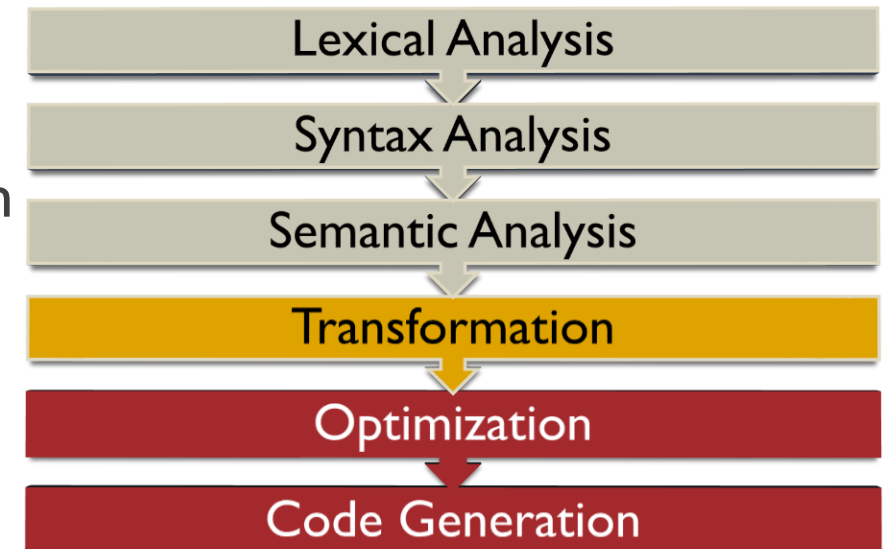 Lexical Analysis
Syntax Analysis
n
Semantic Analysis
Transformation
Optimization
Code Generation